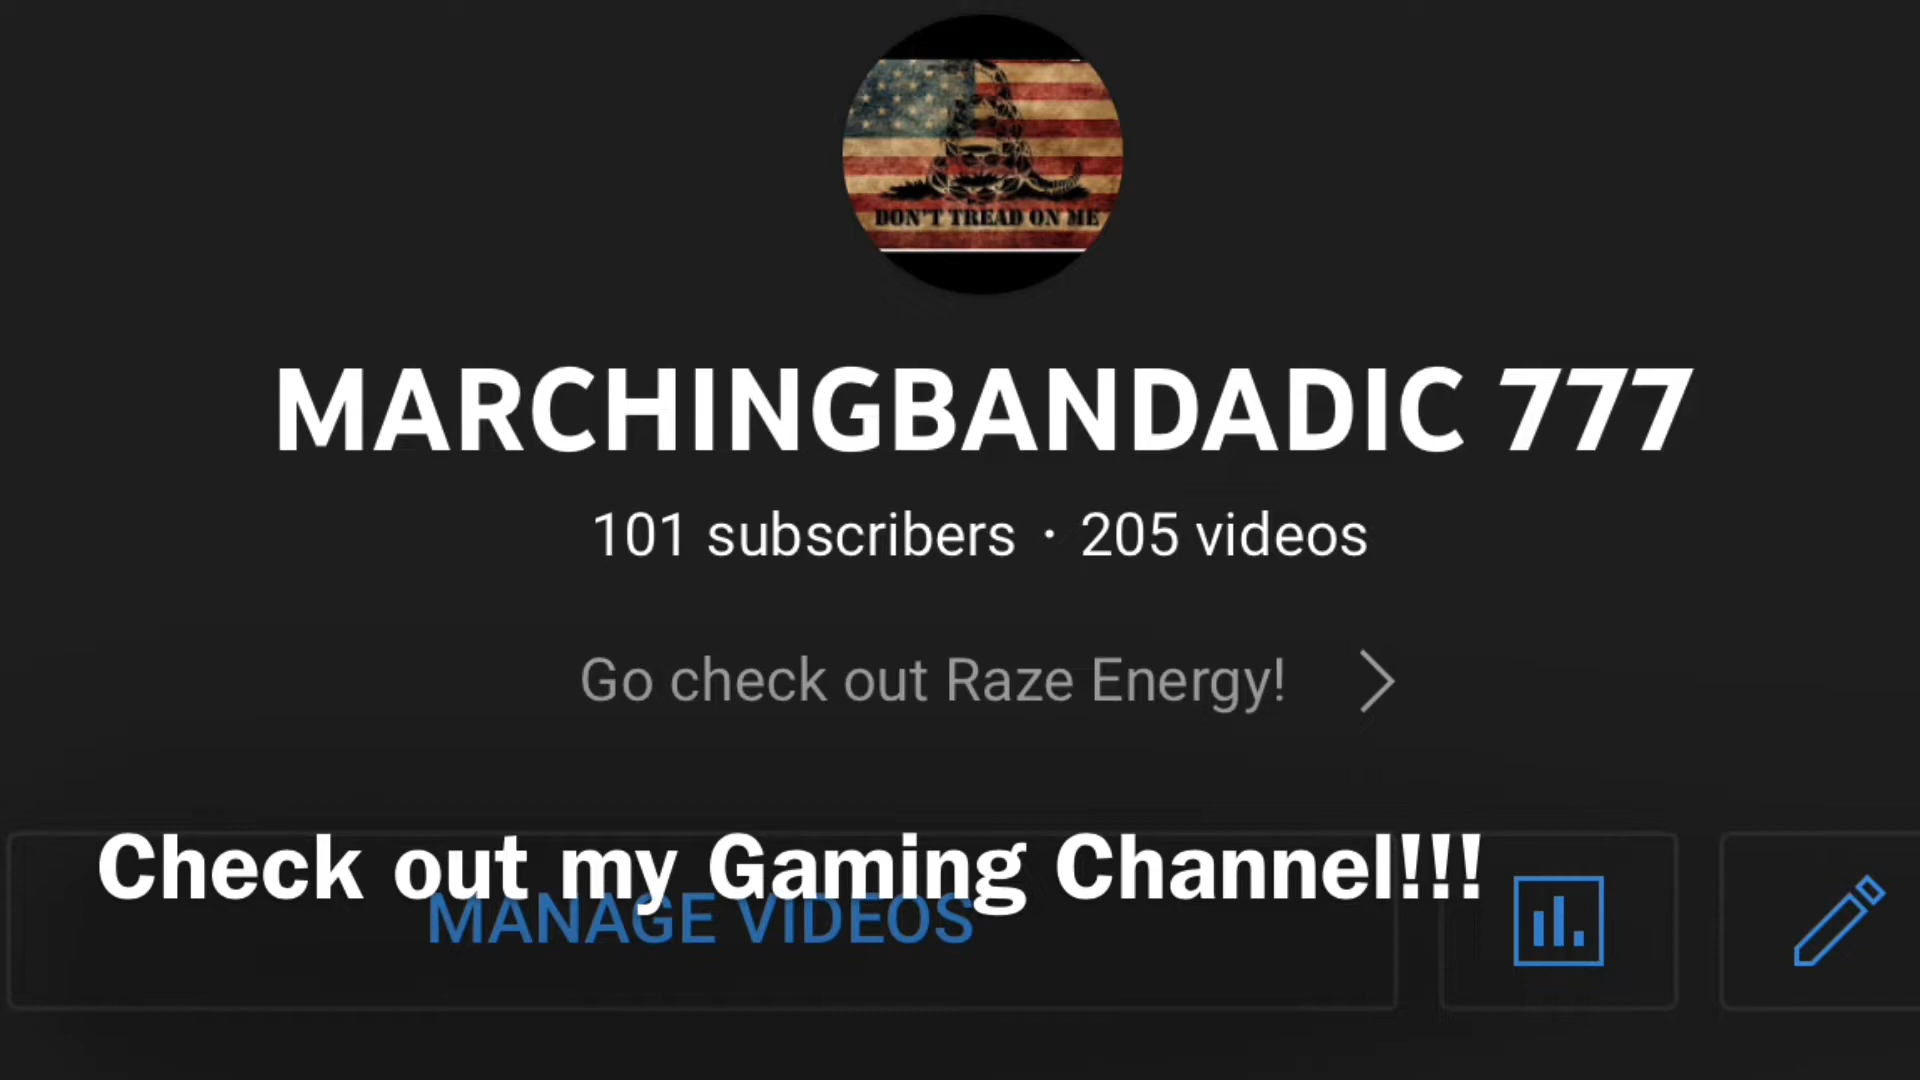 DON'T TREAD ON ME
MARCHINGBANDADIC 777
101 subscribers · 205 videos
Go check out Raze Energy!
Check out my Gaming Channel!!!
MANAGE VIDEOS